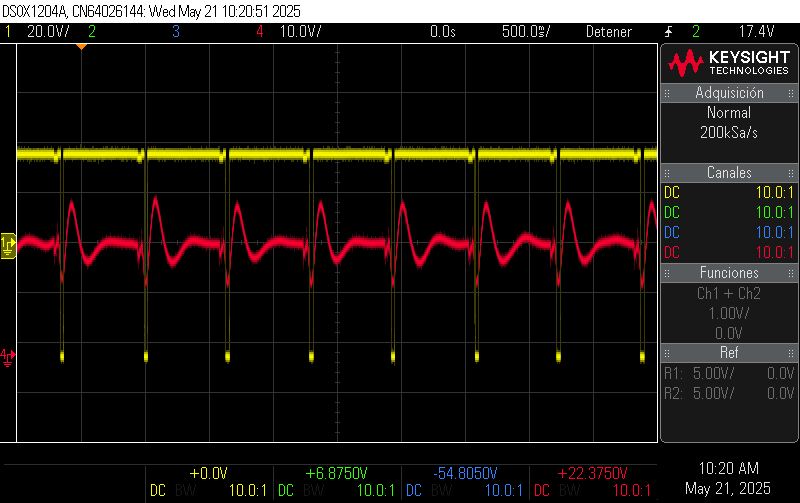 DSOX1204A, CN64026144: Wed May 21 10:20:51 2025
1 20.0V/ 2 3 4 10.0V/ 0.0s 500.0ms/ Detener 2 17.4V
KEYSIGHT
TECHNOLOGIES
Adquisición
Normal
200kSa/s
Canales
DC 10.0:1
DC 10.0:1
DC 10.0:1
DC 10.0:1
Funciones
Ch1 + Ch2
1.00V/
0.0V
Ref
R1: 5.00V/ 0.0V
R2: 5.00V/ 0.0V
1
4
+0.0V +6.8750V -54.8050V +22.3750V
DC BW 10.0:1 DC BW 10.0:1 DC BW 10.0:1 DC BW 10.0:1
10:20 AM
May 21, 2025